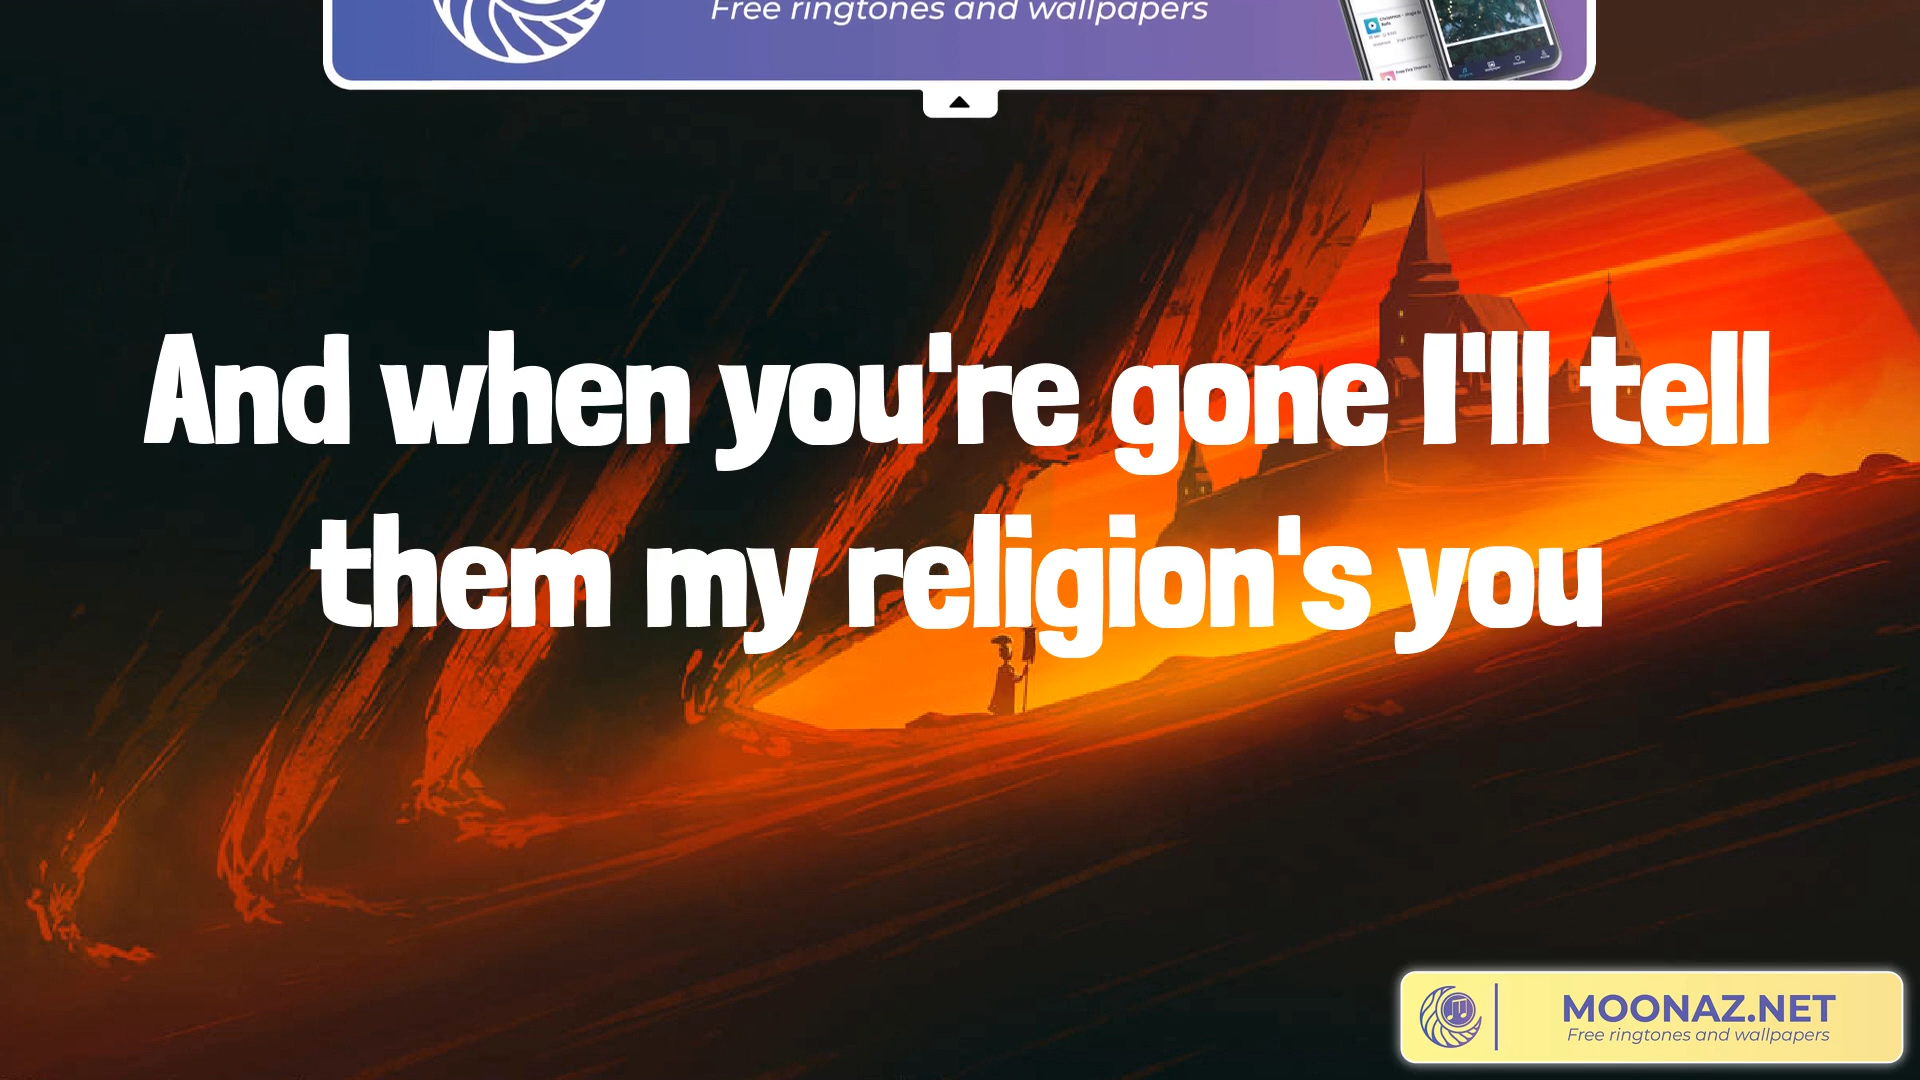 Free ringtones and wallpapers
And when you're gone I'll tell
them my religion's you
MOONAZ.NET
Free ringtones and wallpapers